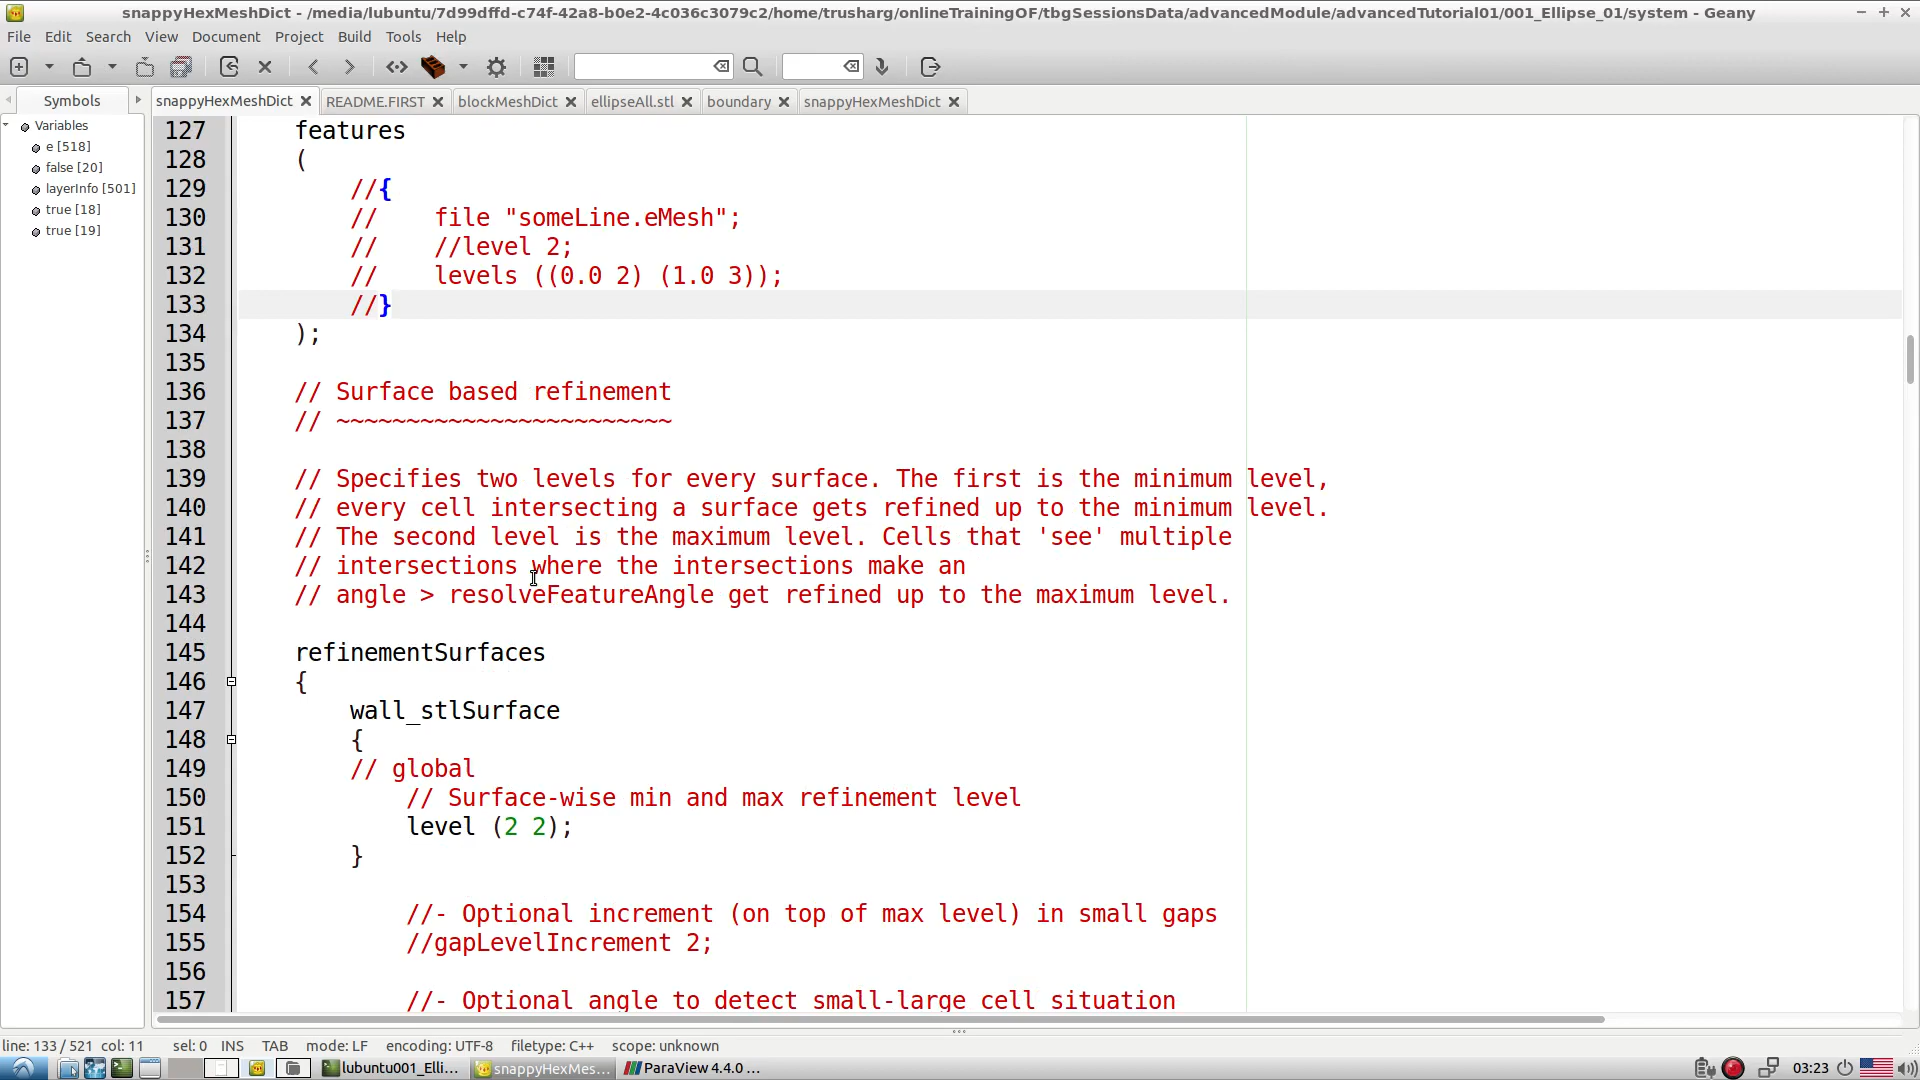 snappyHexMeshDict - /media/lubuntu/7d99dffd-c74f-42a8-b0e2-4c036c3079c2/home/trusharg/onlineTrainingOF/tbgSessionsData/advancedModule/advancedTutorial01/001_Ellipse_01/system - Geany
File Edit Search View Document Project Build Tools Help
Symbols
snappyHexMeshDict README.FIRST blockMeshDict ellipseAll.stl boundary snappyHexMeshDict
Variables
e [518]
false [20]
layerInfo [501]
true [18]
true [19]
127 features
128 (
129 //{
130 // file "someLine.eMesh";
131 // //level 2;
132 // levels ((0.0 2) (1.0 3));
133 //}
134 );
135
136 // Surface based refinement
137 // ~~~~~~~~~~~~~~~~~~~~~~~~
138
139 // Specifies two levels for every surface. The first is the minimum level,
140 // every cell intersecting a surface gets refined up to the minimum level.
141 // The second level is the maximum level. Cells that 'see' multiple
142 // intersections where the intersections make an
143 // angle > resolveFeatureAngle get refined up to the maximum level.
144
145 refinementSurfaces
146 {
147 wall_stlSurface
148 {
149 // global
150 // Surface-wise min and max refinement level
151 level (2 2);
152 }
153
154 //- Optional increment (on top of max level) in small gaps
155 //gapLevelIncrement 2;
156
157 //- Optional angle to detect small-large cell situation
line: 133 / 521 col: 11 sel: 0 INS TAB mode: LF encoding: UTF-8 filetype: C++ scope: unknown
lubuntu001_Elli... snappyHexMes... ParaView 4.4.0 ... 03:23